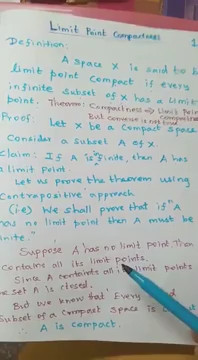 Limit Point Compactness
Definition:
A space X is said to be
limit point compact if every
infinite subset of X has a limit
point. Theorem: Compactness ⇒ Limit Point
But converse is not true
Proof: Let X be a compact space
Consider a subset A of X.
Claim: If A is infinite, then A has
a limit Point.
Let us prove the theorem using
Contrapositive approach
(i.e) We shall prove that if "A
has no limit point then A must be
finite."
Suppose A has no limit point. Then
Contains all its limit points.
Since A contains all limit points
set A is closed.
But we know that Every
Subset of a compact space is
∴ A is compact.